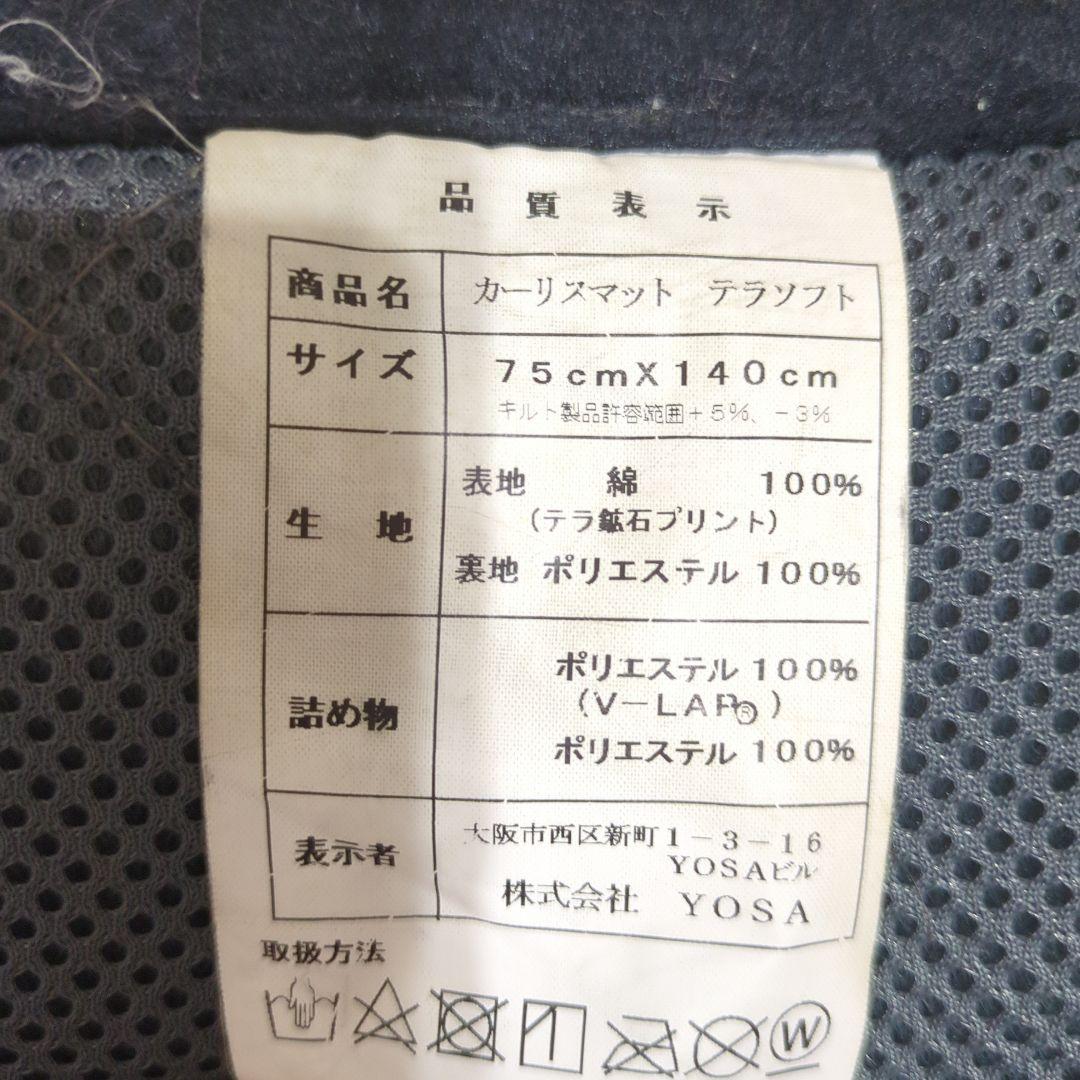 品質表示
商品名 カーリスマット テラソフト
サイズ 75cmX140cm
キルト製品許容範囲+5%、-3%
生地 表地 綿 100%
(テラ鉱石プリント)
裏地 ポリエステル 100%
詰め物 ポリエステル 100%
(V-LAP®)
ポリエステル 100%
表示者 大阪市西区新町1-3-16
YOSAビル
株式会社 YOSA
取扱方法
W